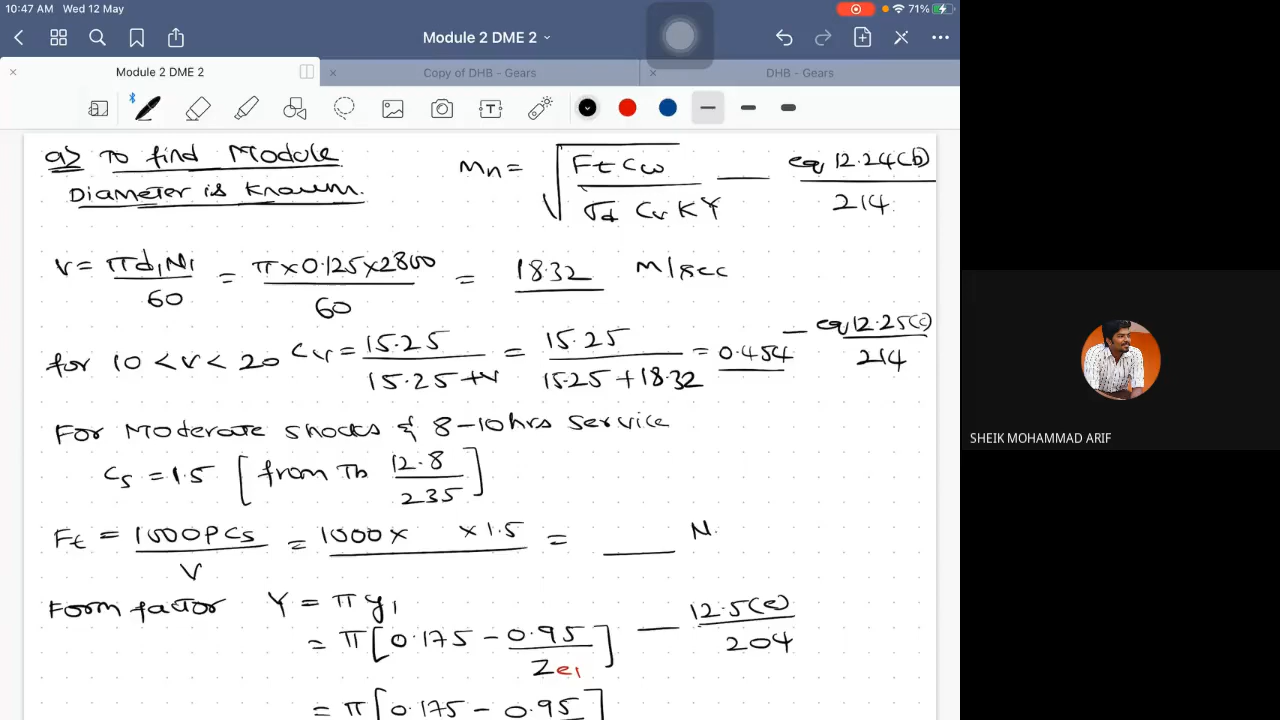 10:47 AM Wed 12 May
71%
Module 2 DME 2
Module 2 DME 2
Copy of DHB - Gears
DHB - Gears
a> To find Module
Diameter is known.
Mn = √(Ft Cw / σd Cv K Y) — eq 12.24(b) / 214
V = πd1N1 / 60 = π×0.125×2800 / 60 = 18.32 m/sec
for 10 < V < 20 Cv = 15.25 / 15.25+V = 15.25 / 15.25+18.32 = 0.454 — eq 12.25(c) / 214
For Moderate shocks & 8-10hrs service
Cs = 1.5 [from Tb 12.8 / 235]
Ft = 1000PCs / V = 1000× ×1.5 = N.
SHEIK MOHAMMAD ARIF
Form factor Y = πy1
= π[0.175 - 0.95 / Ze1] — 12.5(e) / 204
= π[0.175 - 0.95]